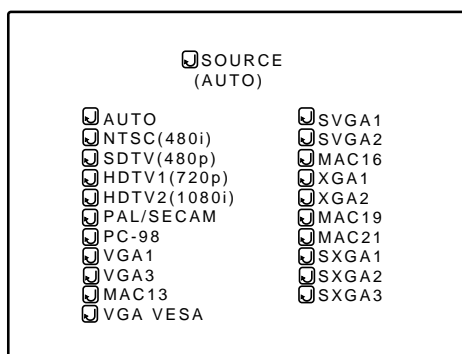 SOURCE
(AUTO)
AUTO
NTSC(480i)
SDTV(480p)
HDTV1(720p)
HDTV2(1080i)
PAL/SECAM
PC-98
VGA1
VGA3
MAC13
VGA VESA
SVGA1
SVGA2
MAC16
XGA1
XGA2
MAC19
MAC21
SXGA1
SXGA2
SXGA3